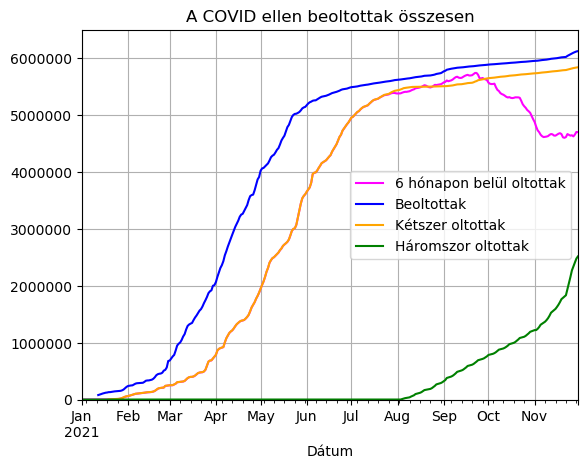 A COVID ellen beoltottak összesen
6000000
5000000
4000000
3000000
2000000
1000000
0
6 hónapon belül oltottak
Beoltottak
Kétszer oltottak
Háromszor oltottak
Jan Feb Mar Apr May Jun Jul Aug Sep Oct Nov
2021
Dátum